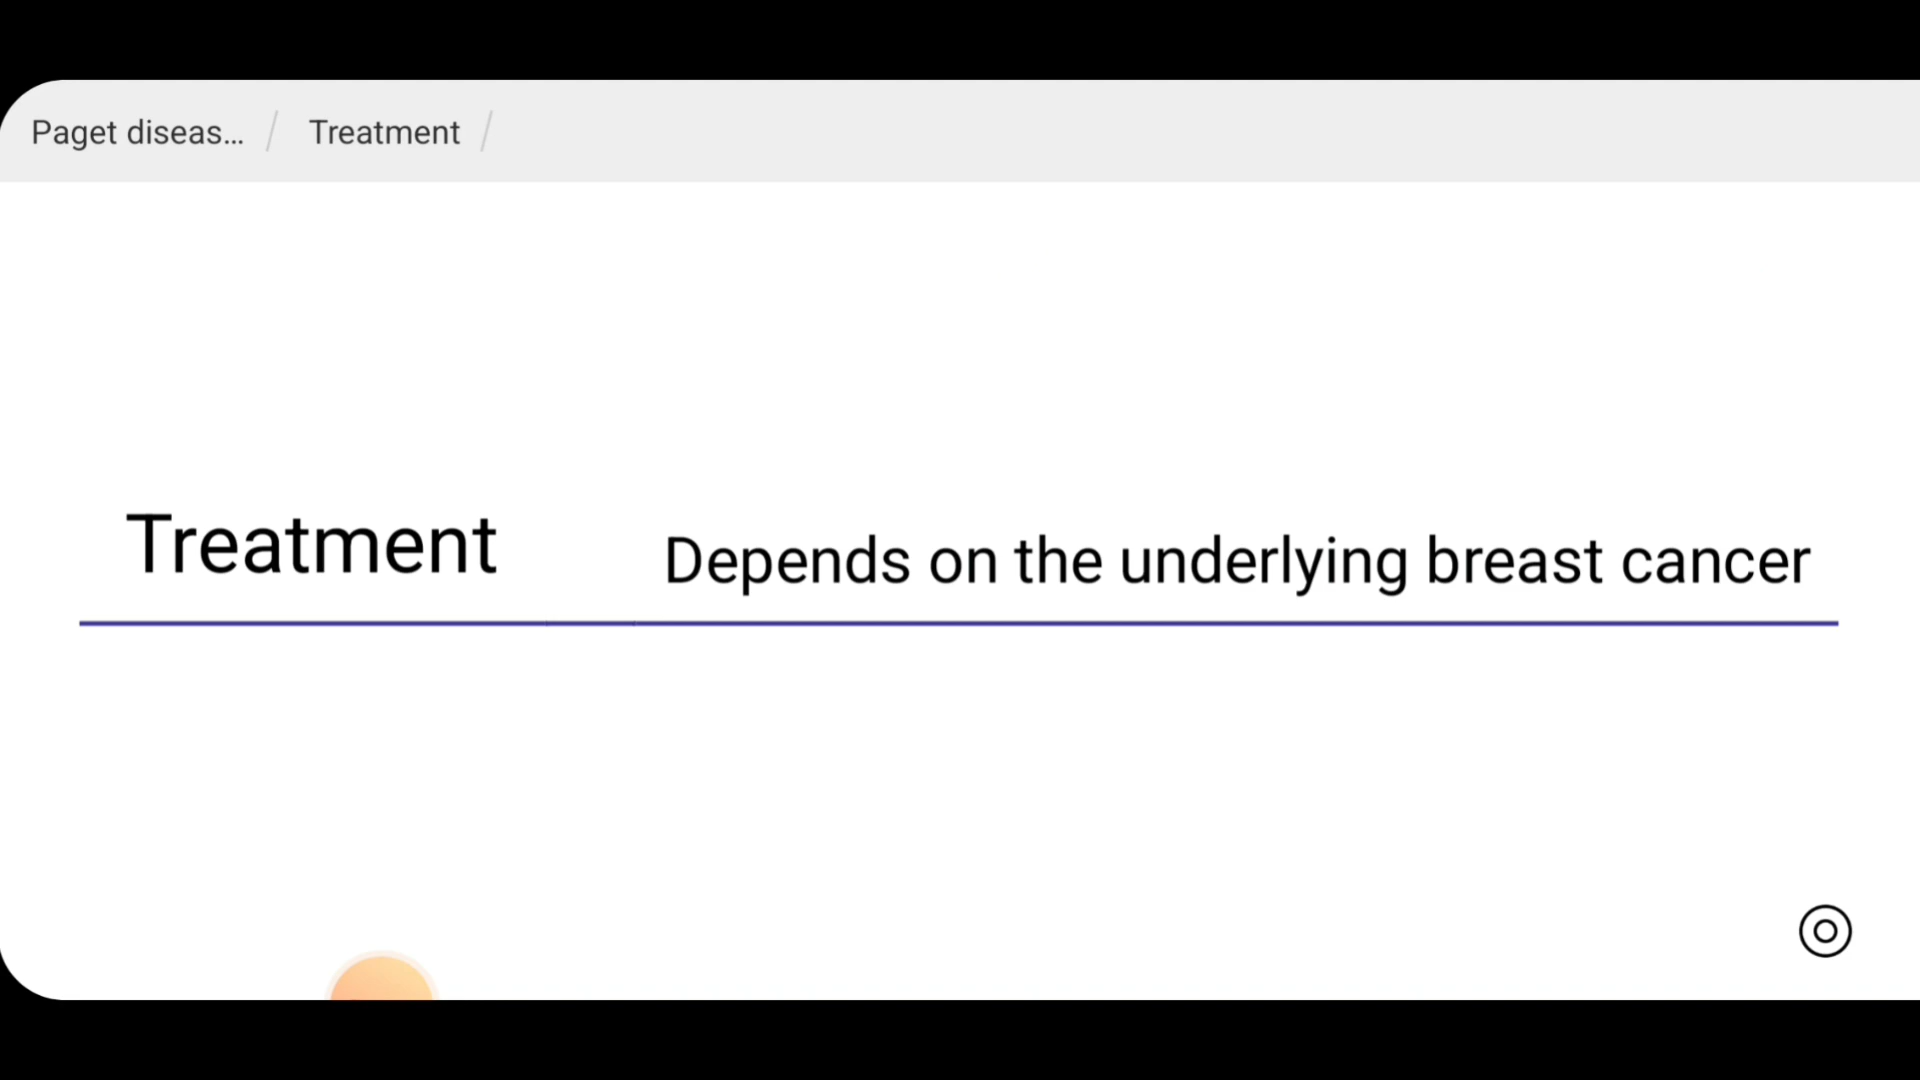 Paget diseas... / Treatment /
Treatment
Depends on the underlying breast cancer